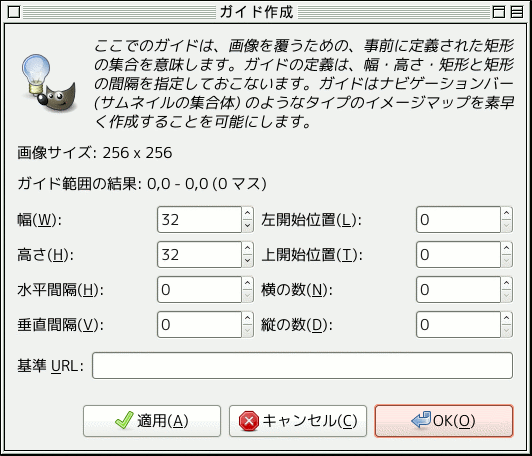 ガイド作成
ここでのガイドは、画像を覆うための、事前に定義された矩形
の集合を意味します。ガイドの定義は、幅・高さ・矩形と矩形
の間隔を指定しておこないます。ガイドはナビゲーションバー
(サムネイルの集合体) のようなタイプのイメージマップを素早
く作成することを可能にします。
画像サイズ: 256 x 256
ガイド範囲の結果: 0,0 - 0,0 (0 マス)
幅(W): 32 左開始位置(L): 0
高さ(H): 32 上開始位置(T): 0
水平間隔(H): 0 横の数(N): 0
垂直間隔(V): 0 縦の数(D): 0
基準 URL:
適用(A) キャンセル(C) OK(O)